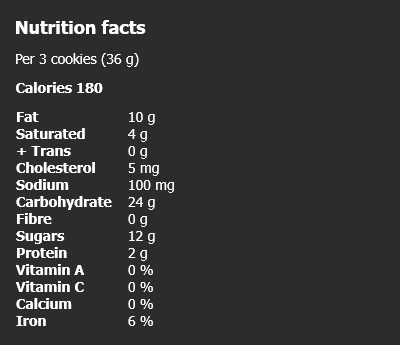 Nutrition facts
Per 3 cookies (36 g)
Calories 180
Fat 10 g
Saturated 4 g
+ Trans 0 g
Cholesterol 5 mg
Sodium 100 mg
Carbohydrate 24 g
Fibre 0 g
Sugars 12 g
Protein 2 g
Vitamin A 0 %
Vitamin C 0 %
Calcium 0 %
Iron 6 %